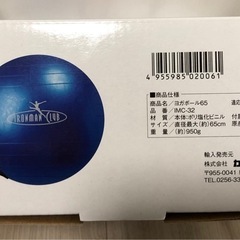 4 955985 020061
商品仕様
品名/ヨガボール65
品番/IMC-32
材質/本体:ポリ塩化ビニル
サイズ/直径最大(約)65cm
重量/(約)950g
IRONMAN CLUB
輸入発売元
株式会社
〒955-0041
TEL.0256-33